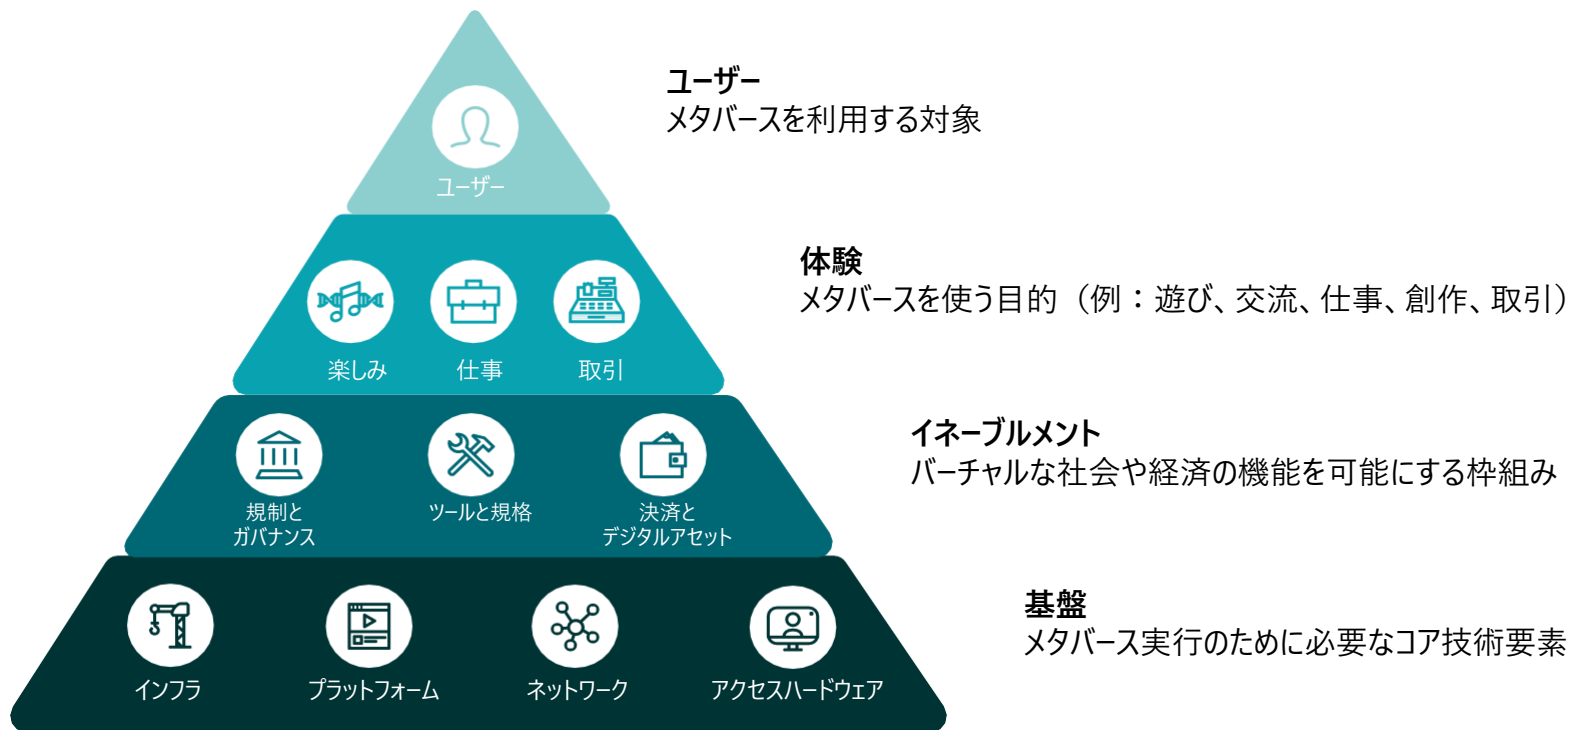 ユーザー
メタバースを利用する対象
ユーザー
体験
メタバースを使う目的（例：遊び、交流、仕事、創作、取引）
楽しみ
仕事
取引
イネーブルメント
バーチャルな社会や経済の機能を可能にする枠組み
規制と
ガバナンス
ツールと規格
決済と
デジタルアセット
基盤
メタバース実行のために必要なコア技術要素
インフラ
プラットフォーム
ネットワーク
アクセスハードウェア